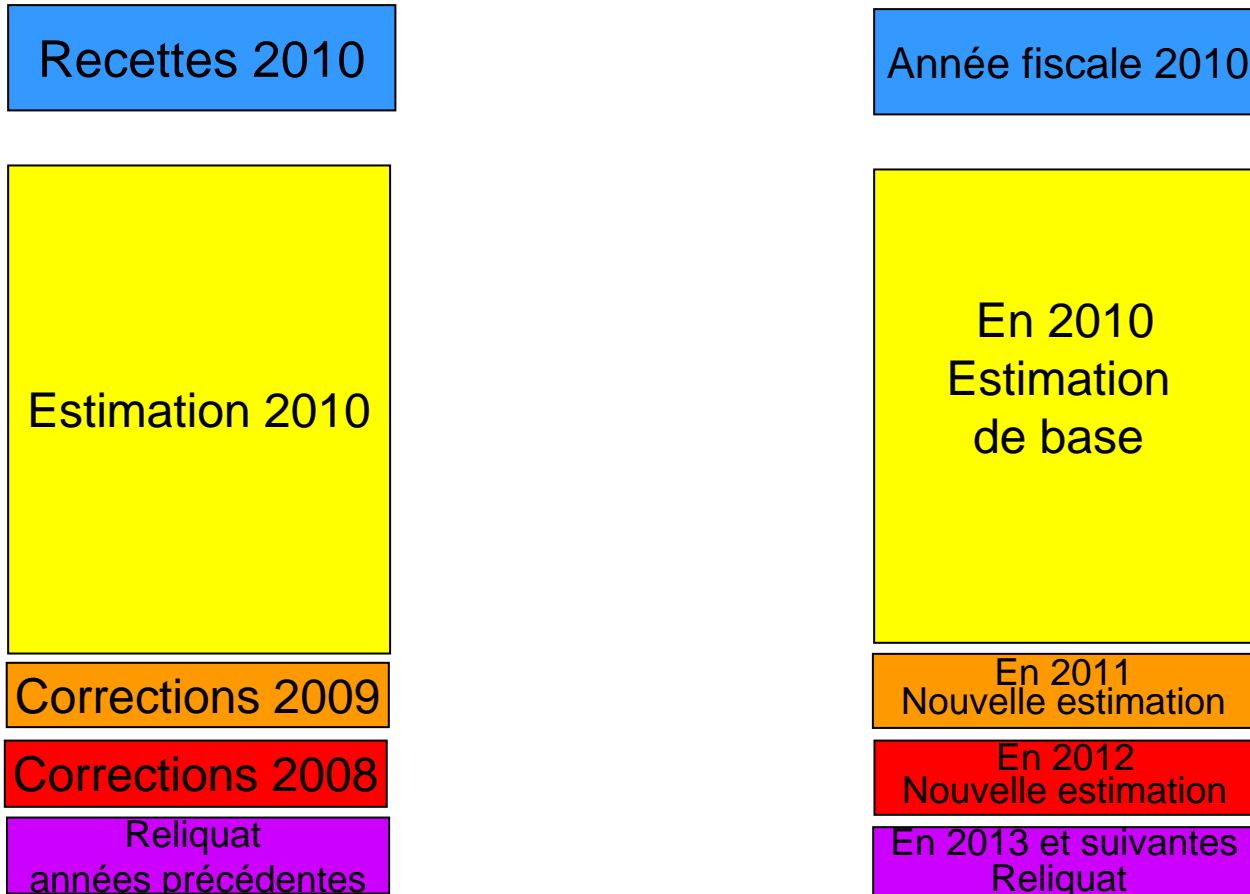 Recettes 2010
Estimation 2010
Corrections 2009
Corrections 2008
Reliquat
années précédentes
Année fiscale 2010
En 2010
Estimation
de base
En 2011
Nouvelle estimation
En 2012
Nouvelle estimation
En 2013 et suivantes
Reliquat